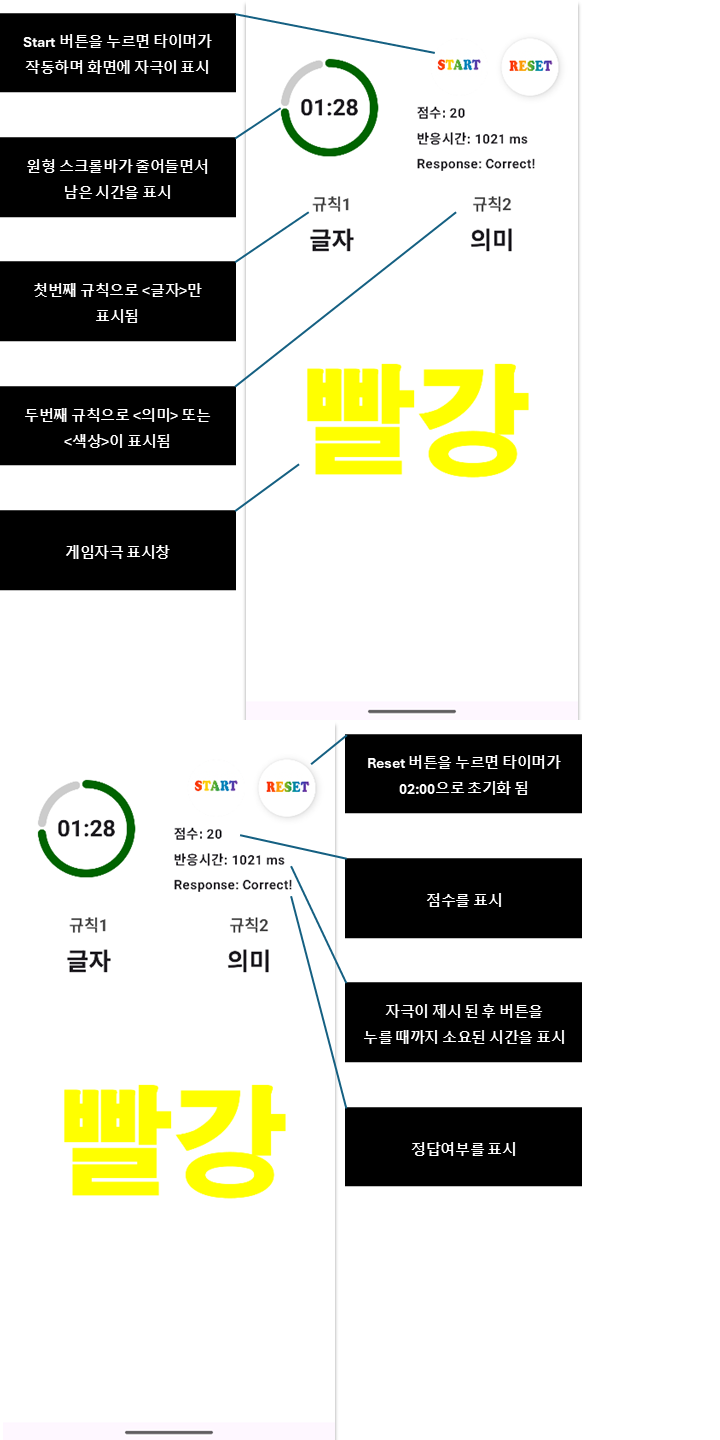 Start 버튼을 누르면 타이머가
작동하며 화면에 자극이 표시
원형 스크롤바가 줄어들면서
남은 시간을 표시
첫번째 규칙으로 <글자>만
표시됨
두번째 규칙으로 <의미> 또는
<색상>이 표시됨
게임자극 표시창
START
RESET
01:28
점수: 20
반응시간: 1021 ms
Response: Correct!
규칙1
규칙2
글자
의미
빨강
START
RESET
01:28
점수: 20
반응시간: 1021 ms
Response: Correct!
규칙1
규칙2
글자
의미
빨강
Reset 버튼을 누르면 타이머가
02:00으로 초기화 됨
점수를 표시
자극이 제시 된 후 버튼을
누를 때까지 소요된 시간을 표시
정답여부를 표시